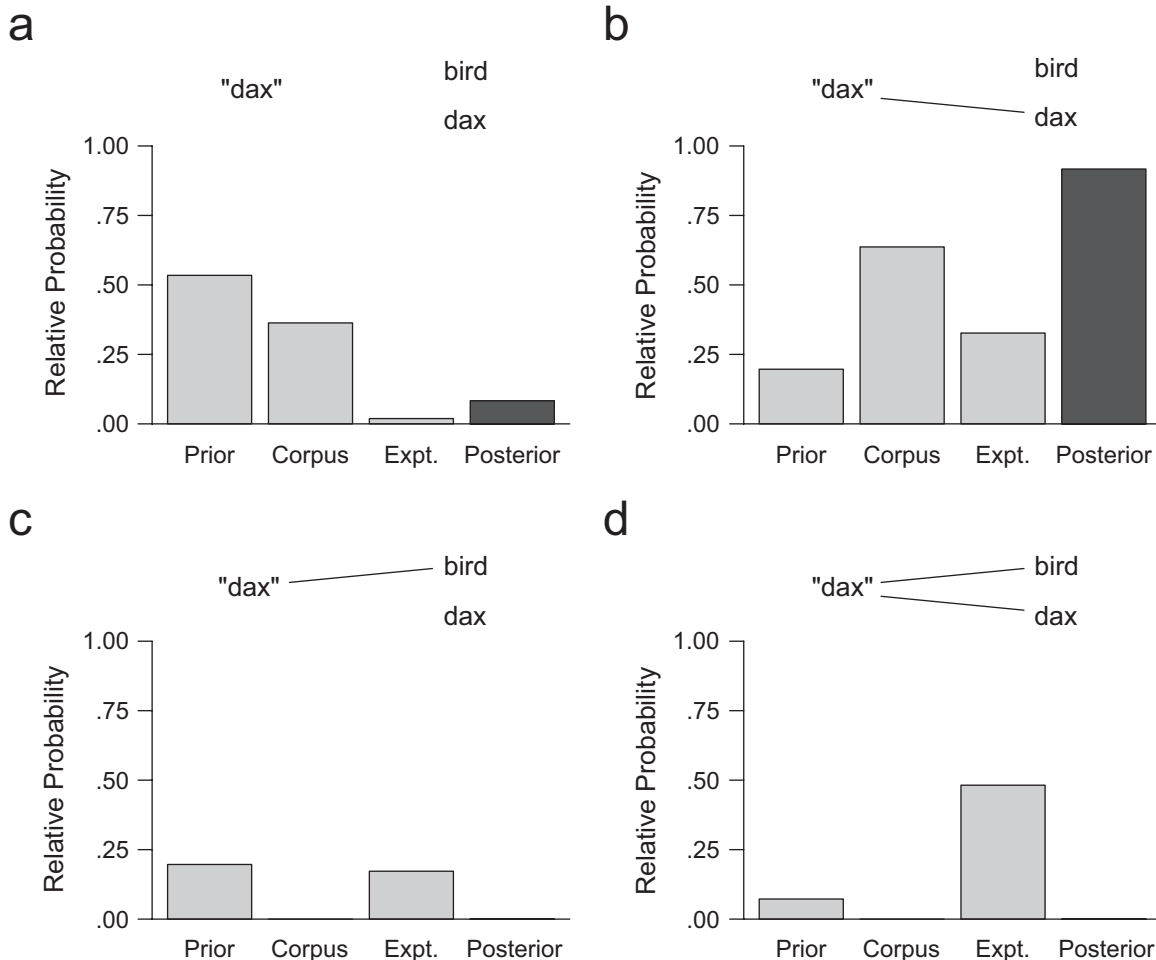 a
"dax"
bird
dax
Relative Probability
1.00
.75
.50
.25
.00
Prior Corpus Expt. Posterior
b
"dax"
bird
dax
Relative Probability
1.00
.75
.50
.25
.00
Prior Corpus Expt. Posterior
c
"dax"
bird
dax
Relative Probability
1.00
.75
.50
.25
.00
Prior Corpus Expt. Posterior
d
"dax"
bird
dax
Relative Probability
1.00
.75
.50
.25
.00
Prior Corpus Expt. Posterior